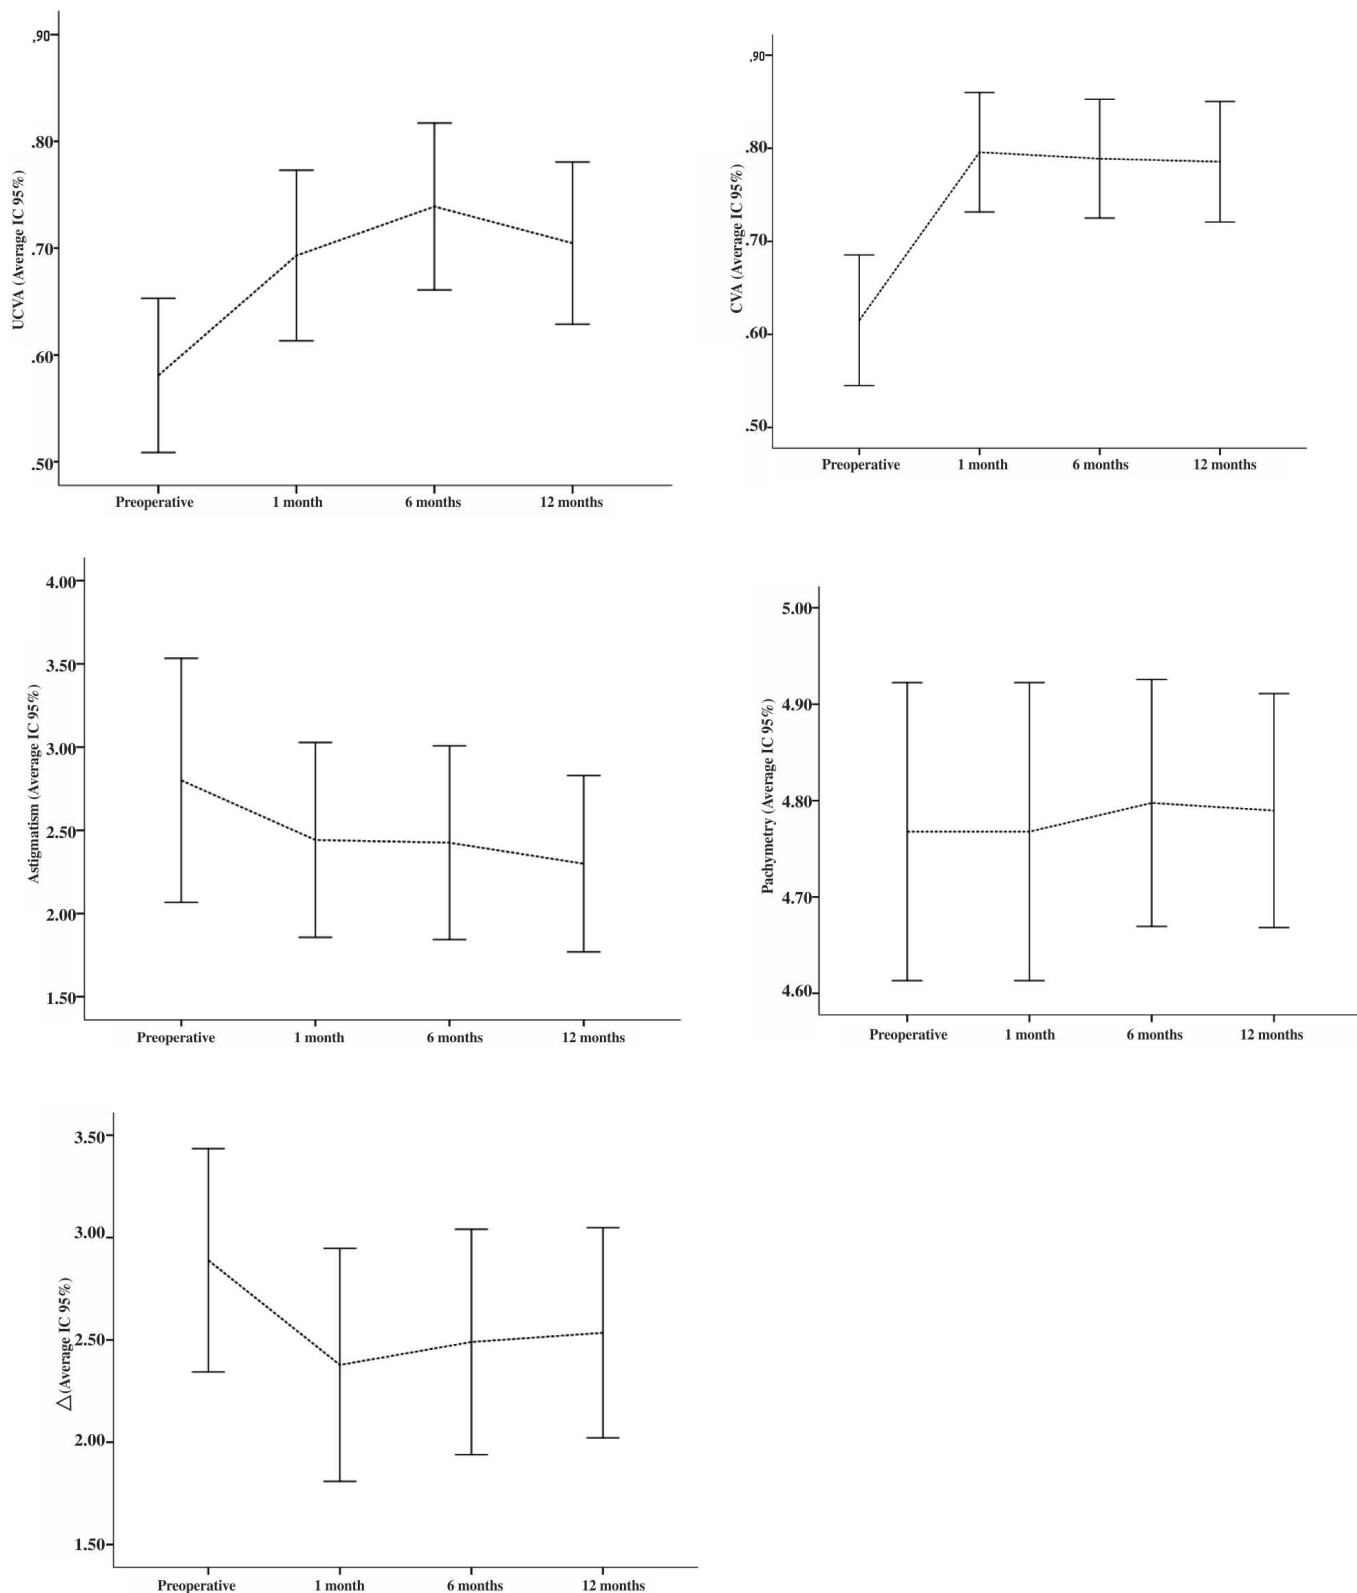 ,90
.80
.70
.60
.50
UCVA (Average IC 95%)
Preoperative 1 month 6 months 12 months
,90
.80
.70
.60
.50
CVA (Average IC 95%)
Preoperative 1 month 6 months 12 months
4.00
3.50
3.00
2.50
2.00
1.50
Astigmatism (Average IC 95%)
Preoperative 1 month 6 months 12 months
5.00
4.90
4.80
4.70
4.60
Pachymetry (Average IC 95%)
Preoperative 1 month 6 months 12 months
3.50
3.00
2.50
2.00
1.50
△(Average IC 95%)
Preoperative 1 month 6 months 12 months